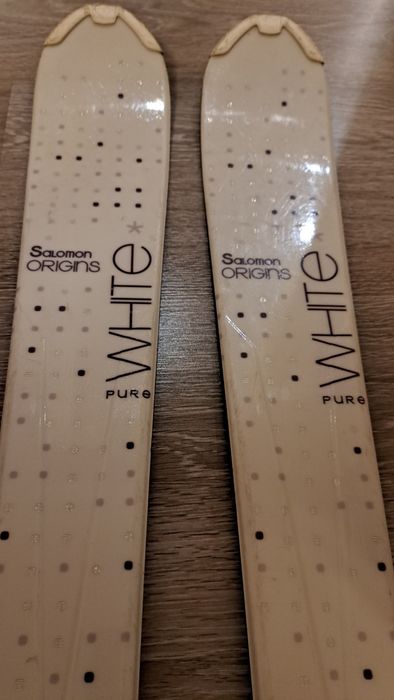 Salomon
ORIGINS
WHITE
PURE
Salomon
ORIGINS
WHITE
PURE